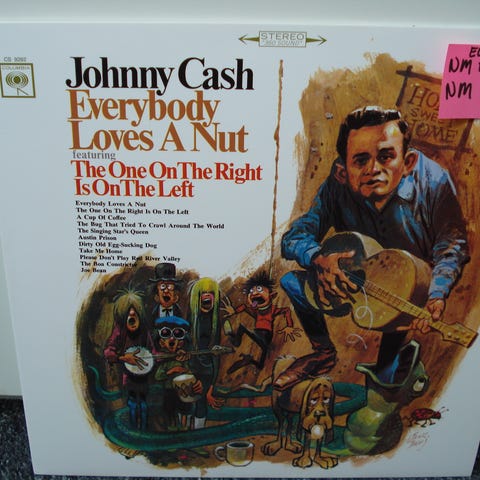 STEREO
"360 SOUND"
CS 9292
COLUMBIA
Johnny Cash
Everybody
Loves A Nut
featuring
The One On The Right
Is On The Left
Everybody Loves A Nut
The One On The Right Is On The Left
A Cup Of Coffee
The Bug That Tried To Crawl Around The World
The Singing Star's Queen
Austin Prison
Dirty Old Egg-Sucking Dog
Take Me Home
Please Don't Play Red River Valley
The Boa Constrictor
Joe Bean
SWEET
HOME
NM
NM
JACK
DAVIS